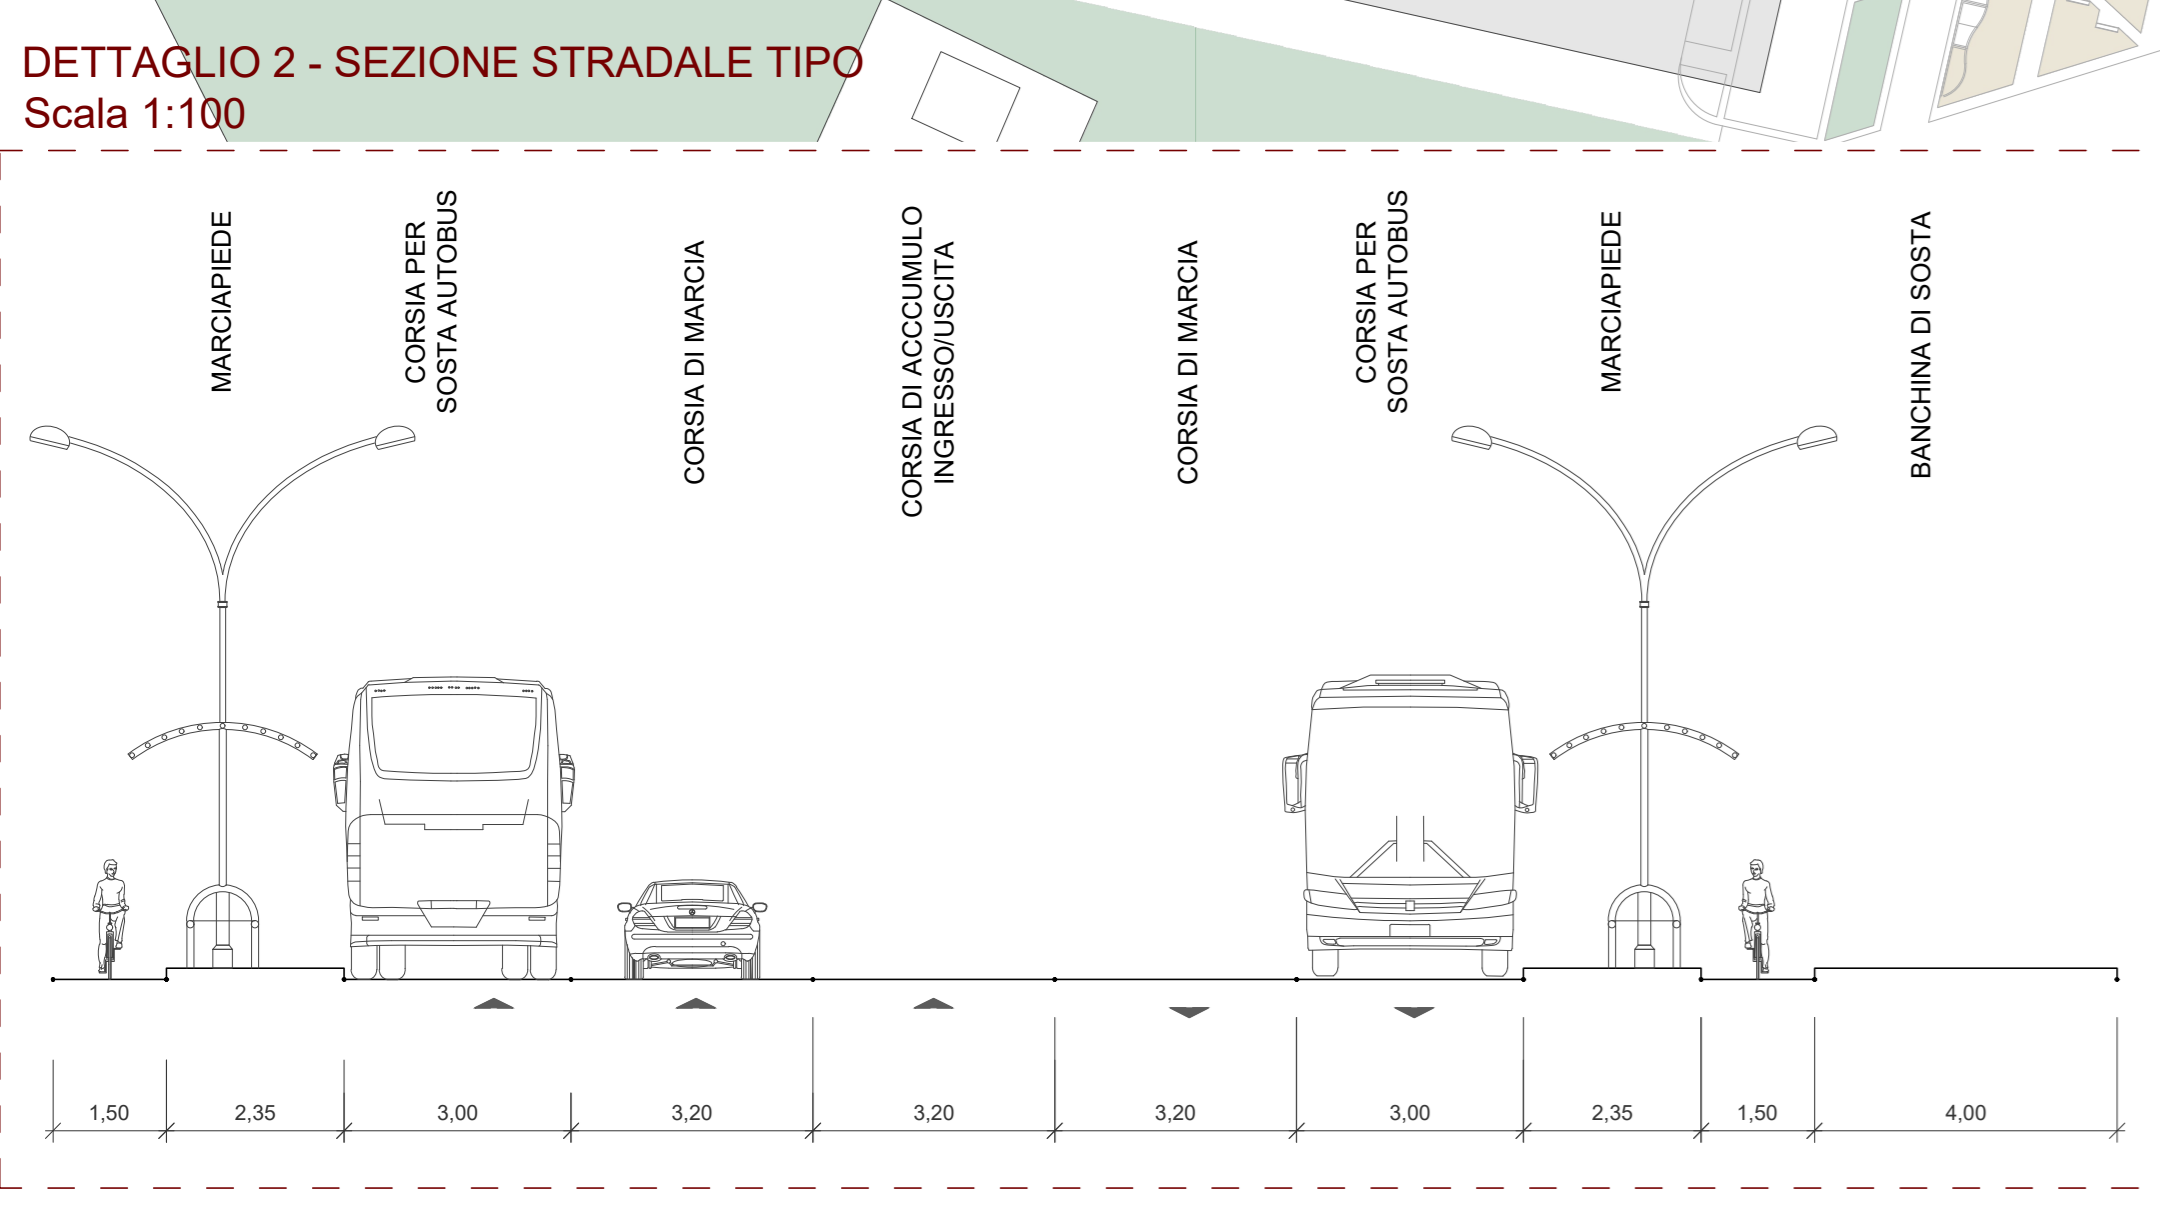 DETTAGLIO 2 - SEZIONE STRADALE TIPO
Scala 1:100
MARCIAPIEDE
CORSIA PER
SOSTA AUTOBUS
CORSIA DI MARCIA
CORSIA DI ACCCUMULO
INGRESSO/USCITA
CORSIA DI MARCIA
CORSIA PER
SOSTA AUTOBUS
MARCIAPIEDE
BANCHINA DI SOSTA
1,50
2,35
3,00
3,20
3,20
3,20
3,00
2,35
1,50
4,00